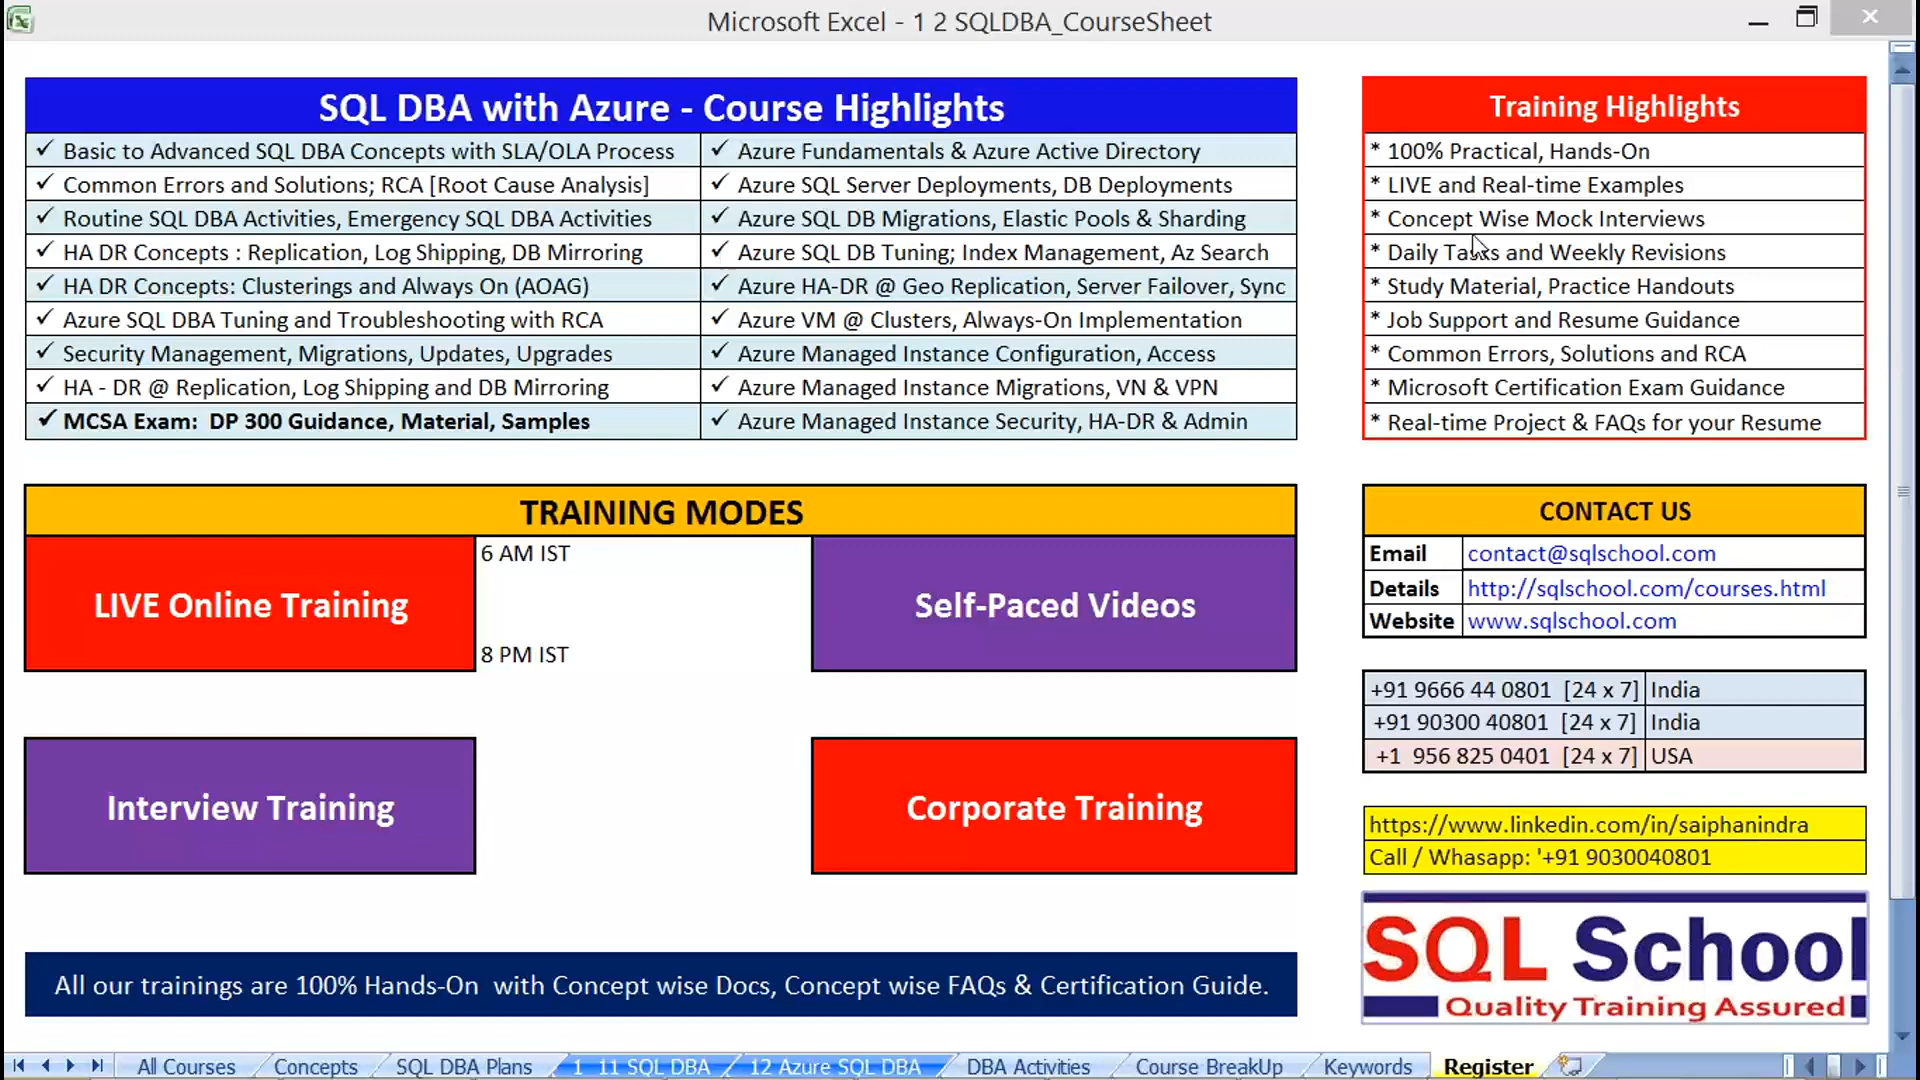 Microsoft Excel - 1 2 SQLDBA_CourseSheet
SQL DBA with Azure - Course Highlights
✓ Basic to Advanced SQL DBA Concepts with SLA/OLA Process
✓ Azure Fundamentals & Azure Active Directory
✓ Common Errors and Solutions; RCA [Root Cause Analysis]
✓ Azure SQL Server Deployments, DB Deployments
✓ Routine SQL DBA Activities, Emergency SQL DBA Activities
✓ Azure SQL DB Migrations, Elastic Pools & Sharding
✓ HA DR Concepts : Replication, Log Shipping, DB Mirroring
✓ Azure SQL DB Tuning; Index Management, Az Search
✓ HA DR Concepts: Clusterings and Always On (AOAG)
✓ Azure HA-DR @ Geo Replication, Server Failover, Sync
✓ Azure SQL DBA Tuning and Troubleshooting with RCA
✓ Azure VM @ Clusters, Always-On Implementation
✓ Security Management, Migrations, Updates, Upgrades
✓ Azure Managed Instance Configuration, Access
✓ HA - DR @ Replication, Log Shipping and DB Mirroring
✓ Azure Managed Instance Migrations, VN & VPN
✓ MCSA Exam: DP 300 Guidance, Material, Samples
✓ Azure Managed Instance Security, HA-DR & Admin
Training Highlights
* 100% Practical, Hands-On
* LIVE and Real-time Examples
* Concept Wise Mock Interviews
* Daily Tasks and Weekly Revisions
* Study Material, Practice Handouts
* Job Support and Resume Guidance
* Common Errors, Solutions and RCA
* Microsoft Certification Exam Guidance
* Real-time Project & FAQs for your Resume
TRAINING MODES
LIVE Online Training
6 AM IST
8 PM IST
Self-Paced Videos
Interview Training
Corporate Training
All our trainings are 100% Hands-On with Concept wise Docs, Concept wise FAQs & Certification Guide.
CONTACT US
Email contact@sqlschool.com
Details http://sqlschool.com/courses.html
Website www.sqlschool.com
+91 9666 44 0801 [24 x 7] India
+91 90300 40801 [24 x 7] India
+1 956 825 0401 [24 x 7] USA
https://www.linkedin.com/in/saiphanindra
Call / Whasapp: '+91 9030040801
SQL School
Quality Training Assured
All Courses Concepts SQL DBA Plans 1 11 SQL DBA 12 Azure SQL DBA DBA Activities Course BreakUp Keywords Register